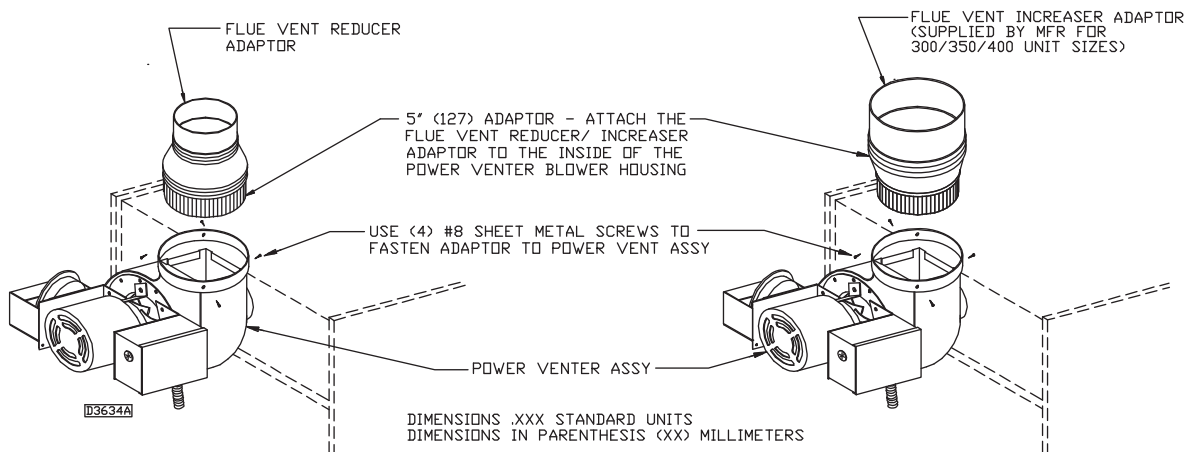 FLUE VENT REDUCER
ADAPTOR
FLUE VENT INCREASER ADAPTOR
(SUPPLIED BY MFR FOR
300/350/400 UNIT SIZES)
5" (127) ADAPTOR - ATTACH THE
FLUE VENT REDUCER/ INCREASER
ADAPTOR TO THE INSIDE OF THE
POWER VENTER BLOWER HOUSING
USE (4) #8 SHEET METAL SCREWS TO
FASTEN ADAPTOR TO POWER VENT ASSY
POWER VENTER ASSY
D3634A
DIMENSIONS .XXX STANDARD UNITS
DIMENSIONS IN PARENTHESIS (XX) MILLIMETERS